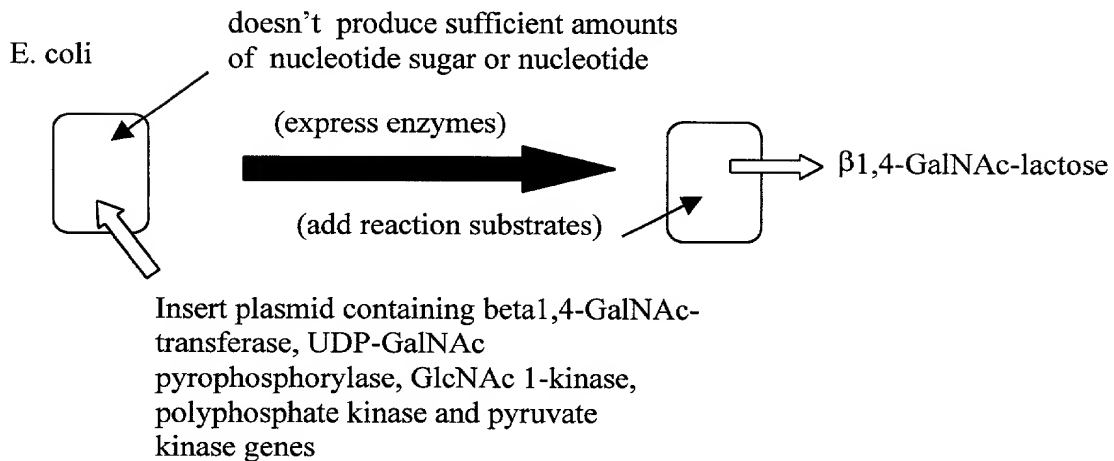 doesn't produce sufficient amounts
of nucleotide sugar or nucleotide
E. coli
(express enzymes)
β1,4-GalNAc-lactose
(add reaction substrates)
Insert plasmid containing beta1,4-GalNAc-
transferase, UDP-GalNAc
pyrophosphorylase, GlcNAc 1-kinase,
polyphosphate kinase and pyruvate
kinase genes